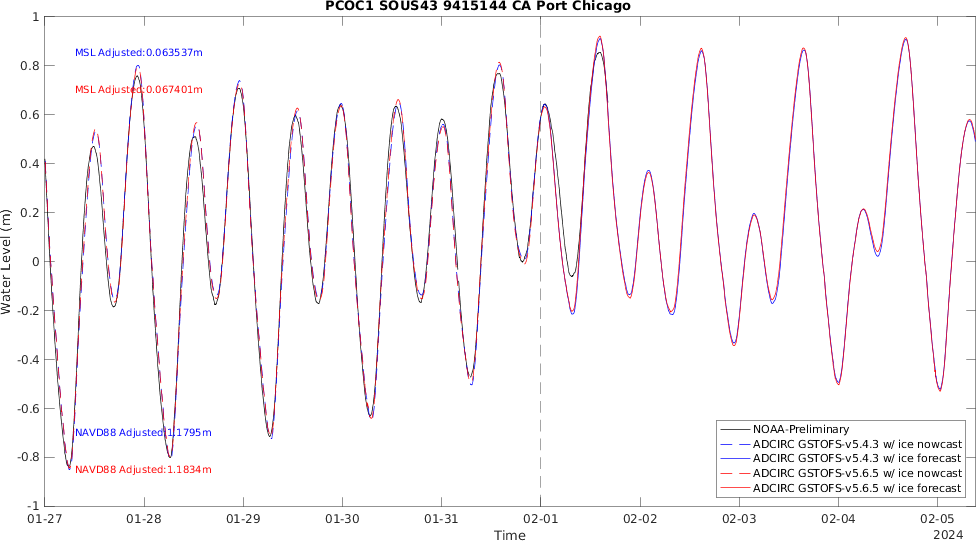 PCOC1 SOUS43 9415144 CA Port Chicago
1
0.8
0.6
0.4
0.2
0
-0.2
-0.4
-0.6
-0.8
-1
Water Level (m)
MSL Adjusted:0.063537m
MSL Adjusted:0.067401m
NAVD88 Adjusted:1.1795m
NAVD88 Adjusted:1.1834m
NOAA-Preliminary
ADCIRC GSTOFS-v5.4.3 w/ ice nowcast
ADCIRC GSTOFS-v5.4.3 w/ ice forecast
ADCIRC GSTOFS-v5.6.5 w/ ice nowcast
ADCIRC GSTOFS-v5.6.5 w/ ice forecast
01-27 01-28 01-29 01-30 01-31 02-01 02-02 02-03 02-04 02-05
Time
2024